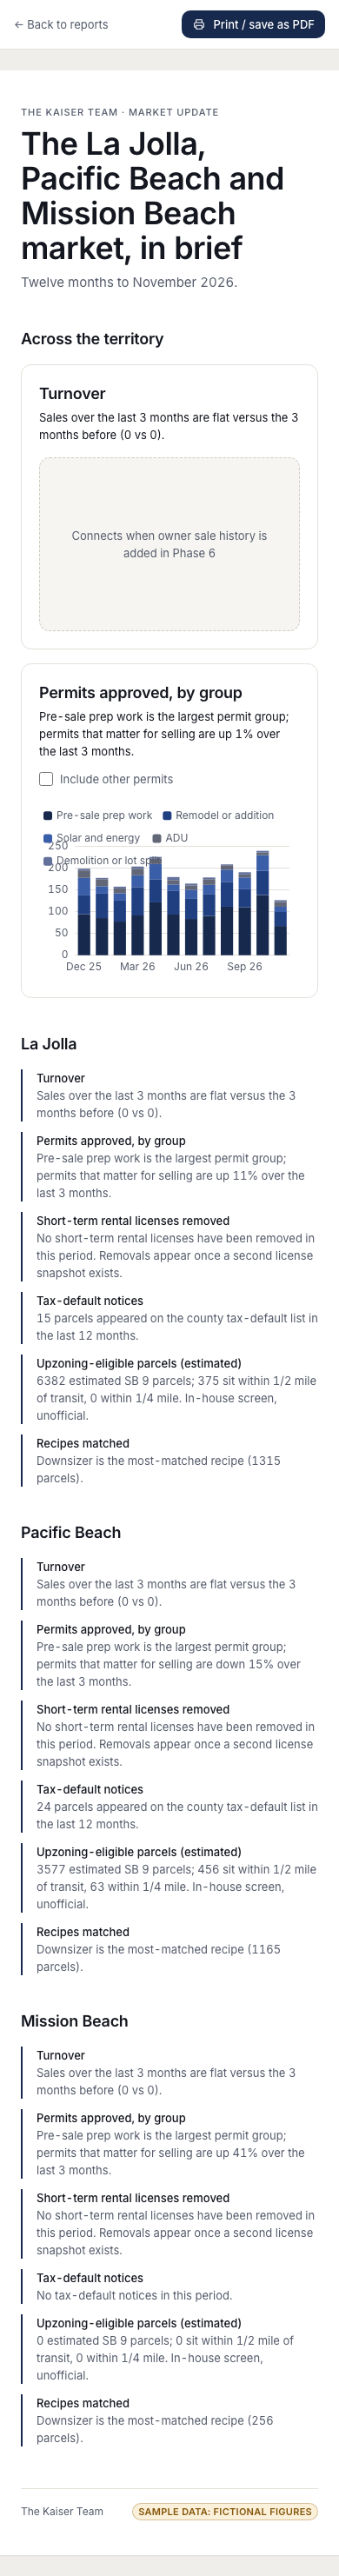 ← Back to reports
Print / save as PDF
THE KAISER TEAM · MARKET UPDATE
The La Jolla,
Pacific Beach and
Mission Beach
market, in brief
Twelve months to November 2026.
Across the territory
Turnover
Sales over the last 3 months are flat versus the 3
months before (0 vs 0).
Connects when owner sale history is
added in Phase 6
Permits approved, by group
Pre-sale prep work is the largest permit group;
permits that matter for selling are up 1% over
the last 3 months.
Include other permits
Pre-sale prep work
Remodel or addition
Solar and energy
ADU
Demolition or lot split
250
200
150
100
50
0
Dec 25
Mar 26
Jun 26
Sep 26
La Jolla
Turnover
Sales over the last 3 months are flat versus the 3
months before (0 vs 0).
Permits approved, by group
Pre-sale prep work is the largest permit group;
permits that matter for selling are up 11% over the
last 3 months.
Short-term rental licenses removed
No short-term rental licenses have been removed in
this period. Removals appear once a second license
snapshot exists.
Tax-default notices
15 parcels appeared on the county tax-default list in
the last 12 months.
Upzoning-eligible parcels (estimated)
6382 estimated SB 9 parcels; 375 sit within 1/2 mile
of transit, 0 within 1/4 mile. In-house screen,
unofficial.
Recipes matched
Downsizer is the most-matched recipe (1315
parcels).
Pacific Beach
Turnover
Sales over the last 3 months are flat versus the 3
months before (0 vs 0).
Permits approved, by group
Pre-sale prep work is the largest permit group;
permits that matter for selling are down 15% over
the last 3 months.
Short-term rental licenses removed
No short-term rental licenses have been removed in
this period. Removals appear once a second license
snapshot exists.
Tax-default notices
24 parcels appeared on the county tax-default list in
the last 12 months.
Upzoning-eligible parcels (estimated)
3577 estimated SB 9 parcels; 456 sit within 1/2 mile
of transit, 63 within 1/4 mile. In-house screen,
unofficial.
Recipes matched
Downsizer is the most-matched recipe (1165
parcels).
Mission Beach
Turnover
Sales over the last 3 months are flat versus the 3
months before (0 vs 0).
Permits approved, by group
Pre-sale prep work is the largest permit group;
permits that matter for selling are up 41% over the
last 3 months.
Short-term rental licenses removed
No short-term rental licenses have been removed in
this period. Removals appear once a second license
snapshot exists.
Tax-default notices
No tax-default notices in this period.
Upzoning-eligible parcels (estimated)
0 estimated SB 9 parcels; 0 sit within 1/2 mile of
transit, 0 within 1/4 mile. In-house screen,
unofficial.
Recipes matched
Downsizer is the most-matched recipe (256
parcels).
The Kaiser Team
SAMPLE DATA: FICTIONAL FIGURES